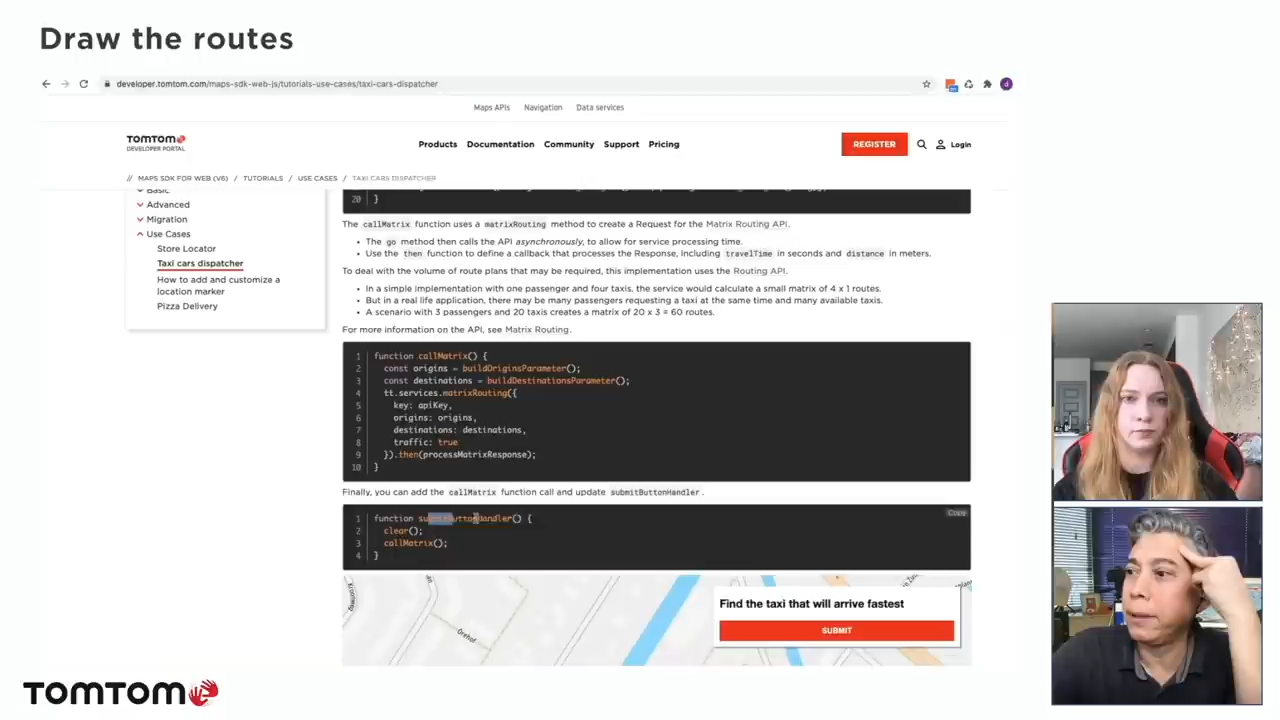 Draw the routes
developer.tomtom.com/maps-sdk-web-js/tutorials-use-cases/taxi-cars-dispatcher
d
Maps APIs Navigation Data services
TOMTOM
DEVELOPER PORTAL
Products Documentation Community Support Pricing
REGISTER
Login
// MAPS SDK FOR WEB (V6) / TUTORIALS / USE CASES / TAXI CARS DISPATCHER
Basic
Advanced
Migration
Use Cases
Store Locator
Taxi cars dispatcher
How to add and customize a
location marker
Pizza Delivery
20 }
The callMatrix function uses a matrixRouting method to create a Request for the Matrix Routing API.
• The go method then calls the API asynchronously, to allow for service processing time.
• Use the then function to define a callback that processes the Response, including travelTime in seconds and distance in meters.
To deal with the volume of route plans that may be required, this implementation uses the Routing API.
• In a simple implementation with one passenger and four taxis, the service would calculate a small matrix of 4 x 1 routes.
• But in a real life application, there may be many passengers requesting a taxi at the same time and many available taxis.
• A scenario with 3 passengers and 20 taxis creates a matrix of 20 x 3 = 60 routes.
For more information on the API, see Matrix Routing.
1 function callMatrix() {
2 const origins = buildOriginsParameter();
3 const destinations = buildDestinationsParameter();
4 tt.services.matrixRouting({
5 key: apiKey,
6 origins: origins,
7 destinations: destinations,
8 traffic: true
9 }).then(processMatrixResponse);
10 }
Finally, you can add the callMatrix function call and update submitButtonHandler.
Copy
1 function submitButtonHandler() {
2 clear();
3 callMatrix();
4 }
Find the taxi that will arrive fastest
SUBMIT
Örehof
TOMTOM